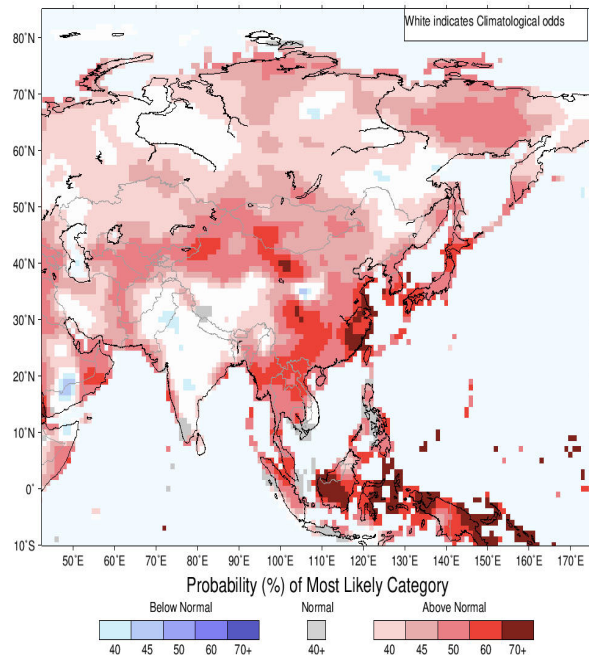 White indicates Climatological odds
80˚N
70˚N
60˚N
50˚N
40˚N
30˚N
20˚N
10˚N
0˚
10˚S
50˚E 60˚E 70˚E 80˚E 90˚E 100˚E 110˚E 120˚E 130˚E 140˚E 150˚E 160˚E 170˚E
Probability (%) of Most Likely Category
Below Normal Normal Above Normal
40 45 50 60 70+ 40+ 40 45 50 60 70+